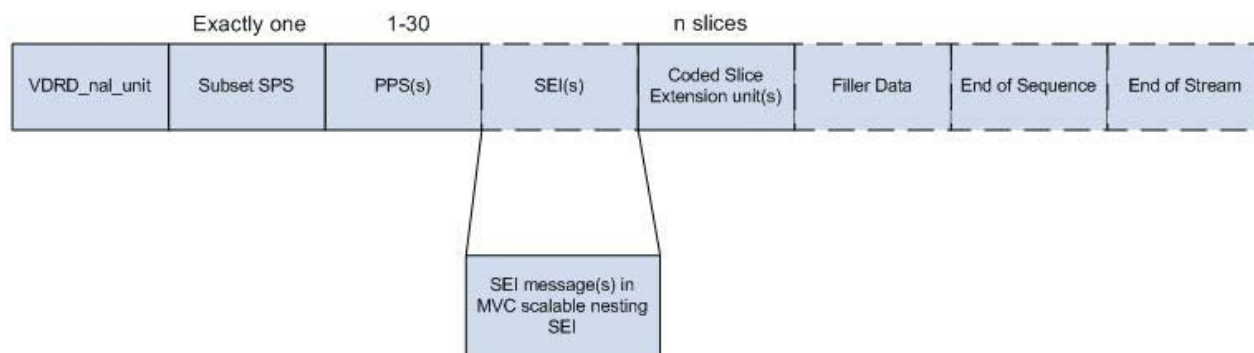 Exactly one
1-30
n slices
VDRD_nal_unit
Subset SPS
PPS(s)
SEI(s)
Coded Slice
Extension unit(s)
Filler Data
End of Sequence
End of Stream
SEI message(s) in
MVC scalable nesting
SEI